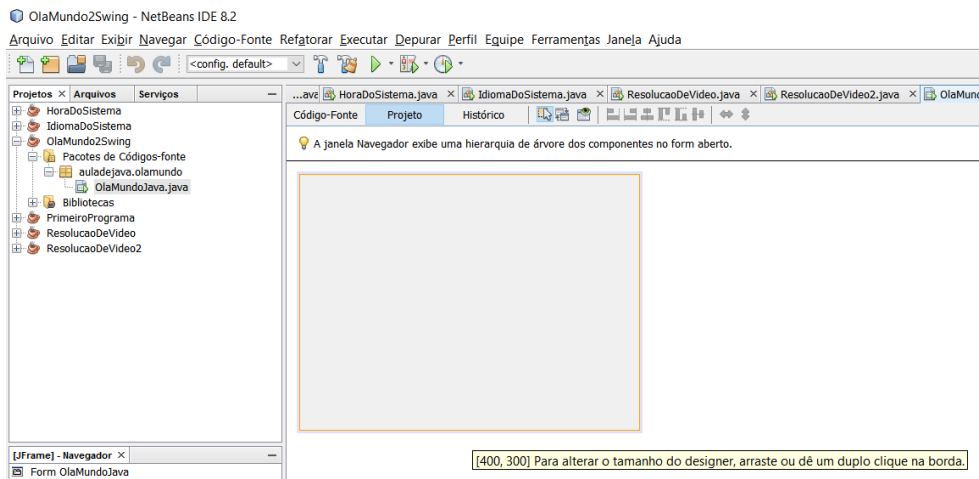 OlaMundo2Swing - NetBeans IDE 8.2
Arquivo Editar Exibir Navegar Código-Fonte Refatorar Executar Depurar Perfil Equipe Ferramentas Janela Ajuda
<config. default>
Projetos Arquivos Serviços
HoraDoSistema
IdiomaDoSistema
OlaMundo2Swing
Pacotes de Códigos-fonte
auladejava.olamundo
OlaMundoJava.java
Bibliotecas
PrimeiroPrograma
ResolucaoDeVideo
ResolucaoDeVideo2
[JFrame] - Navegador
Form OlaMundoJava
...ava HoraDoSistema.java IdiomaDoSistema.java ResolucaoDeVideo.java ResolucaoDeVideo2.java OlaMund
Código-Fonte Projeto Histórico
A janela Navegador exibe uma hierarquia de árvore dos componentes no form aberto.
[400, 300] Para alterar o tamanho do designer, arraste ou dê um duplo clique na borda.